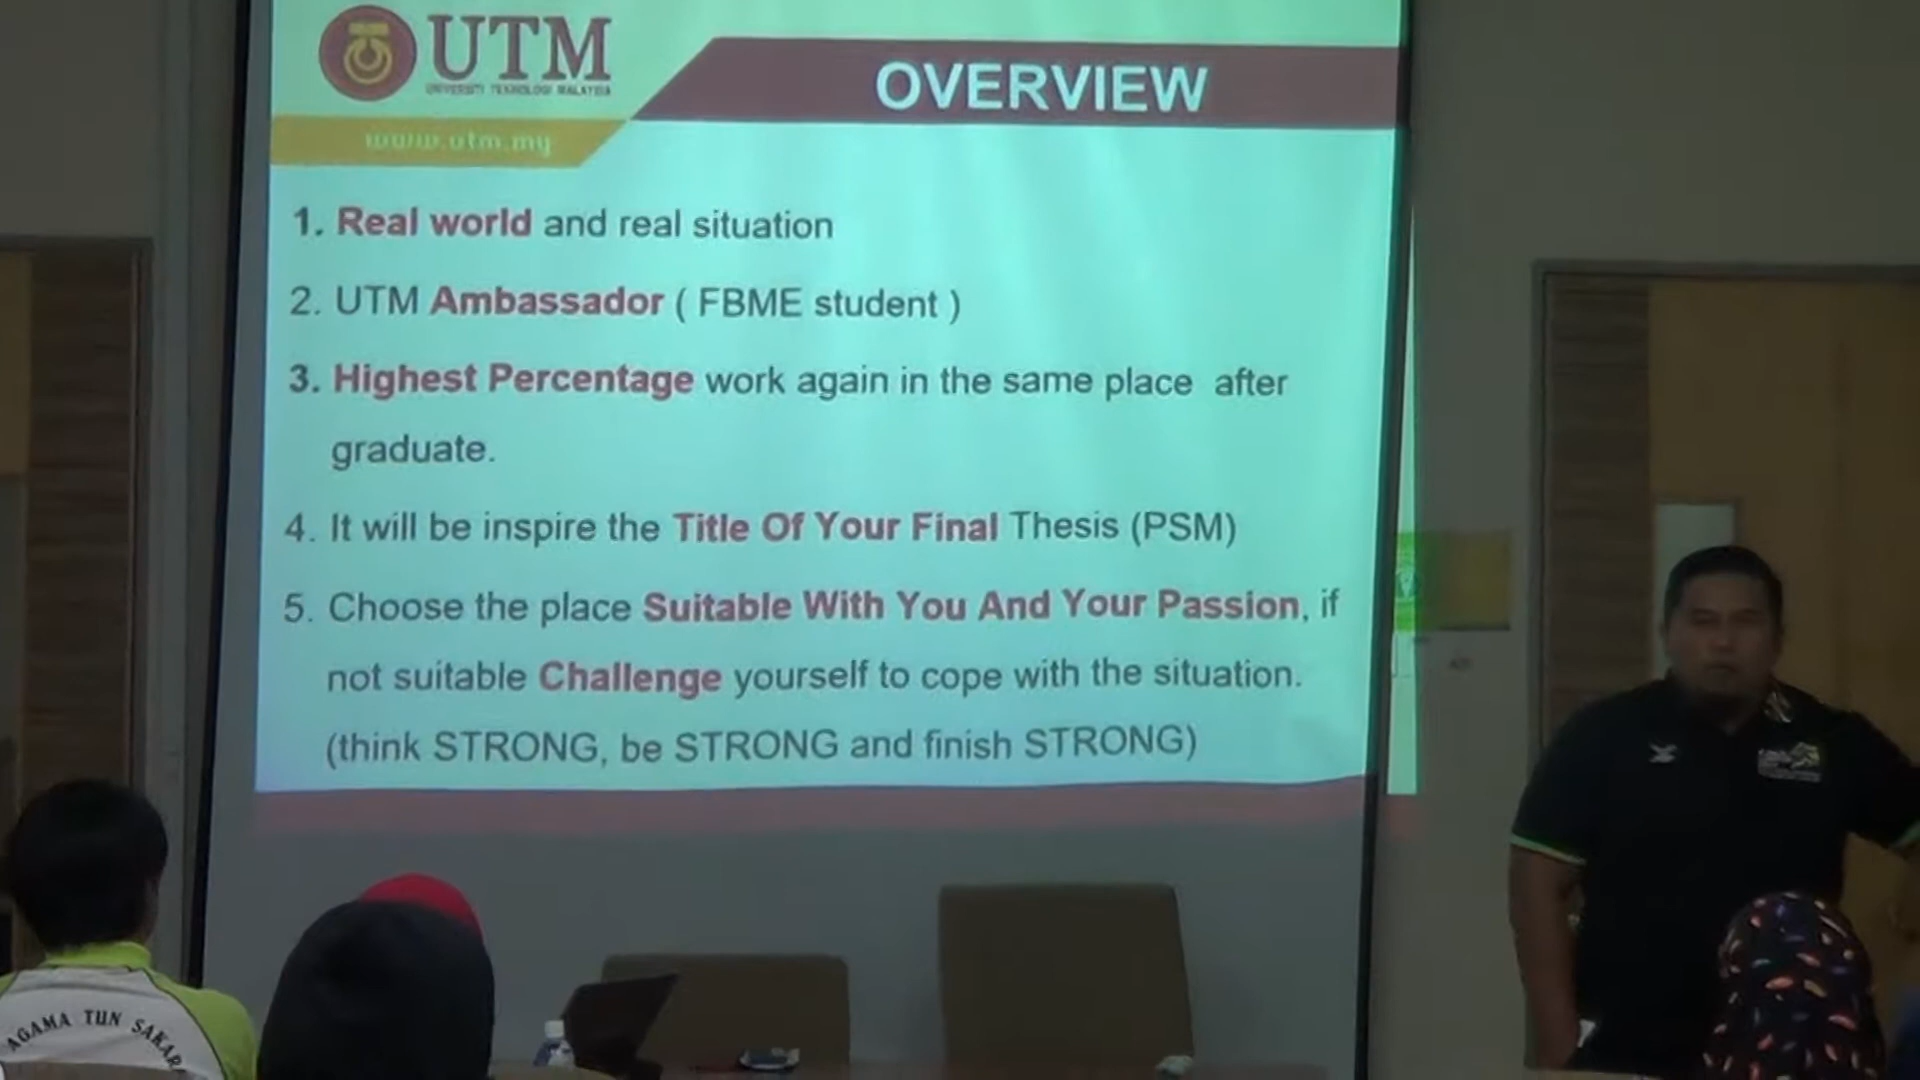 UTM
UNIVERSITI TEKNOLOGI MALAYSIA
OVERVIEW
www.utm.my
1. Real world and real situation
2. UTM Ambassador ( FBME student )
3. Highest Percentage work again in the same place after
graduate.
4. It will be inspire the Title Of Your Final Thesis (PSM)
5. Choose the place Suitable With You And Your Passion, if
not suitable Challenge yourself to cope with the situation.
(think STRONG, be STRONG and finish STRONG)
AGAMA TUN SAKAR